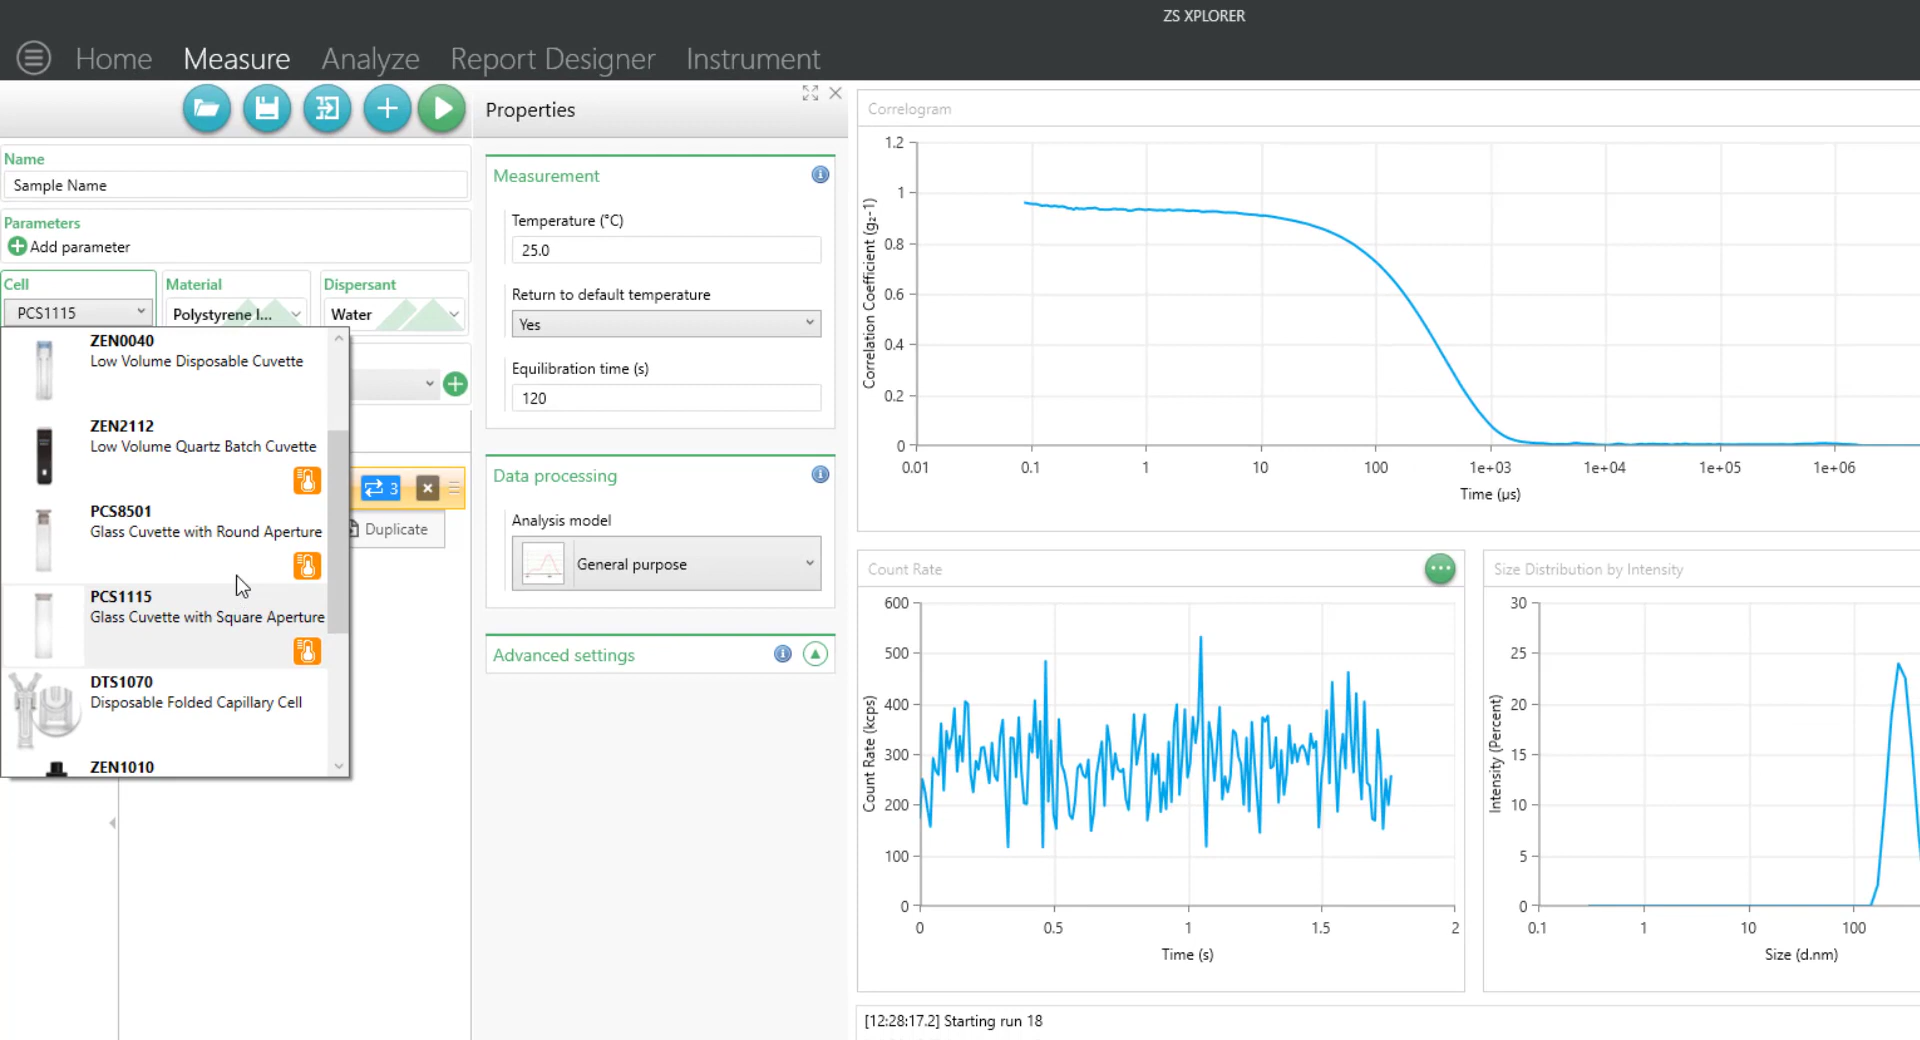 ZS XPLORER
Home Measure Analyze Report Designer Instrument
Properties
Name
Sample Name
Parameters
Add parameter
Cell
Material
Dispersant
PCS1115
Polystyrene l...
Water
ZEN0040
Low Volume Disposable Cuvette
ZEN2112
Low Volume Quartz Batch Cuvette
PCS8501
Glass Cuvette with Round Aperture
PCS1115
Glass Cuvette with Square Aperture
DTS1070
Disposable Folded Capillary Cell
ZEN1010
3
Duplicate
Measurement
Temperature (°C)
25.0
Return to default temperature
Yes
Equilibration time (s)
120
Data processing
Analysis model
General purpose
Advanced settings
Correlogram
Correlation Coefficient (g₂-1)
1.2
1
0.8
0.6
0.4
0.2
0
0.01 0.1 1 10 100 1e+03 1e+04 1e+05 1e+06
Time (µs)
Count Rate
Count Rate (kcps)
600
500
400
300
200
100
0
0 0.5 1 1.5 2
Time (s)
Size Distribution by Intensity
Intensity (Percent)
30
25
20
15
10
5
0
0.1 1 10 100
Size (d.nm)
[12:28:17.2] Starting run 18